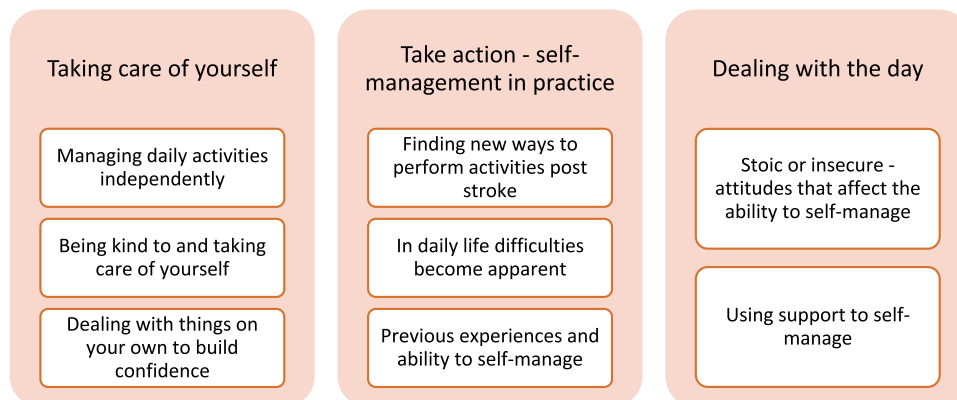 Taking care of yourself
Managing daily activities
independently
Being kind to and taking
care of yourself
Dealing with things on
your own to build
confidence
Take action - self-
management in practice
Finding new ways to
perform activities post
stroke
In daily life difficulties
become apparent
Previous experiences and
ability to self-manage
Dealing with the day
Stoic or insecure -
attitudes that affect the
ability to self-manage
Using support to self-
manage